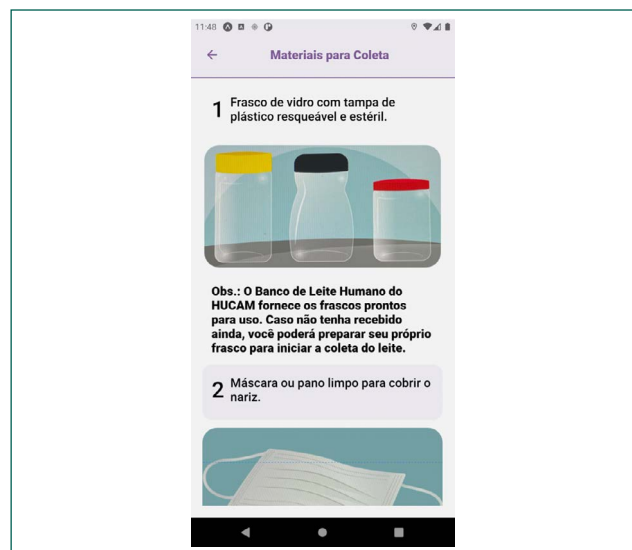 11:48
Materiais para Coleta
1 Frasco de vidro com tampa de
plástico resqueável e estéril.
Obs.: O Banco de Leite Humano do
HUCAM fornece os frascos prontos
para uso. Caso não tenha recebido
ainda, você poderá preparar seu próprio
frasco para iniciar a coleta do leite.
2 Máscara ou pano limpo para cobrir o
nariz.